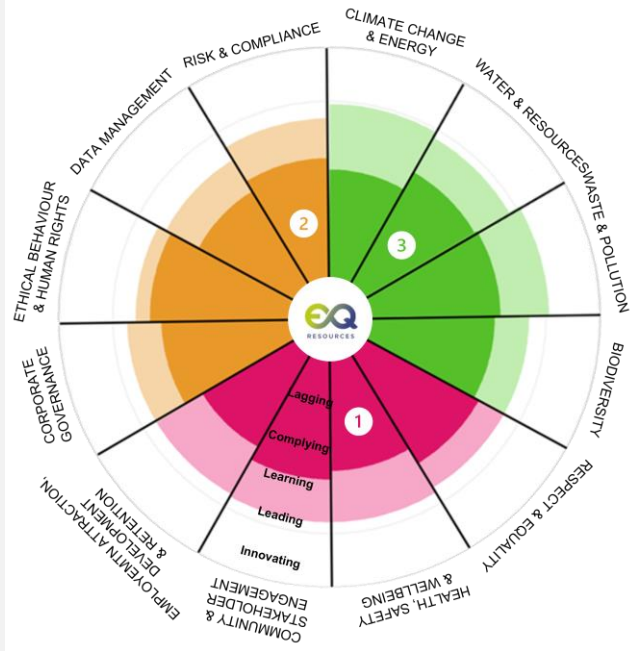 CLIMATE CHANGE
& ENERGY
WATER & RESOURCES
WASTE & POLLUTION
BIODIVERSITY
RESPECT & EQUALITY
HEALTH, SAFETY
& WELLBEING
COMMUNITY &
STAKEHOLDER
ENGAGEMENT
EMPLOYEMTN ATTRACTION,
DEVELOPMENT
& RETENTION
CORPORATE
GOVERNANCE
ETHICAL BEHAVIOUR
& HUMAN RIGHTS
DATA MANAGEMENT
RISK & COMPLIANCE
2
3
EQ
RESOURCES
1
Lagging
Complying
Learning
Leading
Innovating